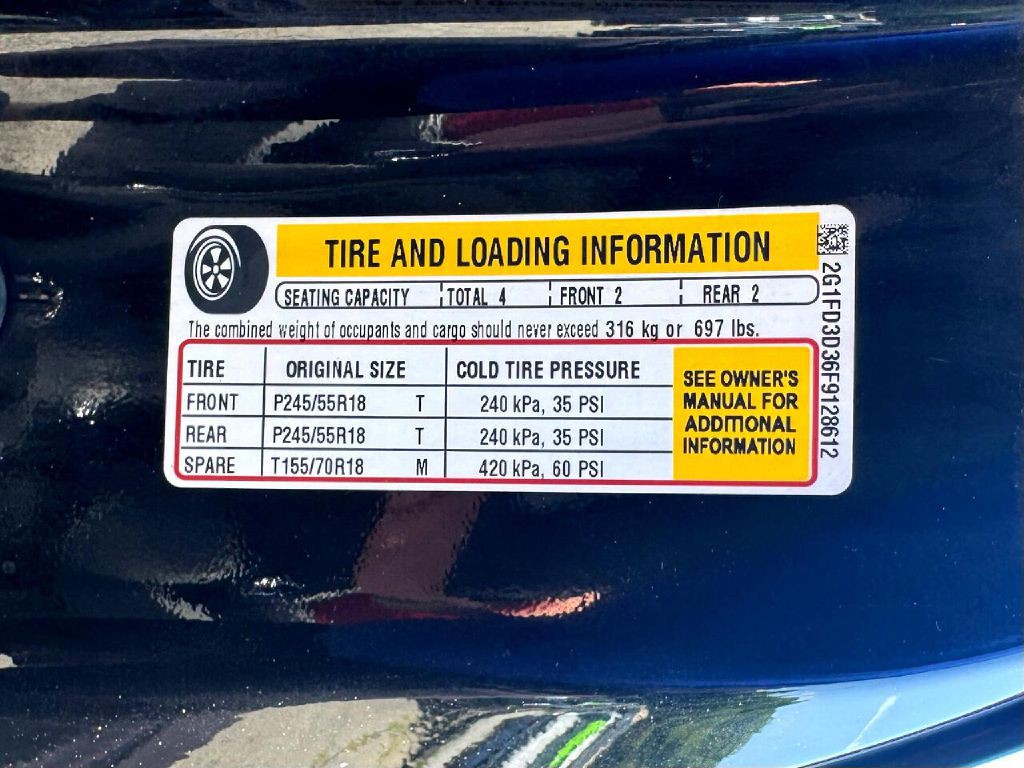 TIRE AND LOADING INFORMATION
SEATING CAPACITY TOTAL 4 FRONT 2 REAR 2
The combined weight of occupants and cargo should never exceed 316 kg or 697 lbs.
TIRE ORIGINAL SIZE COLD TIRE PRESSURE
FRONT P245/55R18 T 240 kPa, 35 PSI
REAR P245/55R18 T 240 kPa, 35 PSI
SPARE T155/70R18 M 420 kPa, 60 PSI
SEE OWNER'S
MANUAL FOR
ADDITIONAL
INFORMATION
2G1FD3D36F9128612